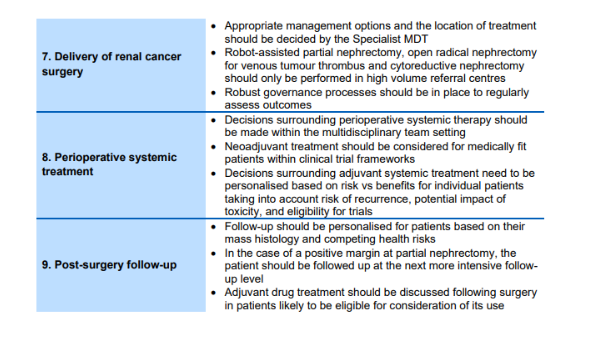 7. Delivery of renal cancer
surgery
• Appropriate management options and the location of treatment
should be decided by the Specialist MDT
• Robot-assisted partial nephrectomy, open radical nephrectomy
for venous tumour thrombus and cytoreductive nephrectomy
should only be performed in high volume referral centres
• Robust governance processes should be in place to regularly
assess outcomes
8. Perioperative systemic
treatment
• Decisions surrounding perioperative systemic therapy should
be made within the multidisciplinary team setting
• Neoadjuvant treatment should be considered for medically fit
patients within clinical trial frameworks
• Decisions surrounding adjuvant systemic treatment need to be
personalised based on risk vs benefits for individual patients
taking into account risk of recurrence, potential impact of
toxicity, and eligibility for trials
9. Post-surgery follow-up
• Follow-up should be personalised for patients based on their
mass histology and competing health risks
• In the case of a positive margin at partial nephrectomy, the
patient should be followed up at the next more intensive follow-
up level
• Adjuvant drug treatment should be discussed following surgery
in patients likely to be eligible for consideration of its use